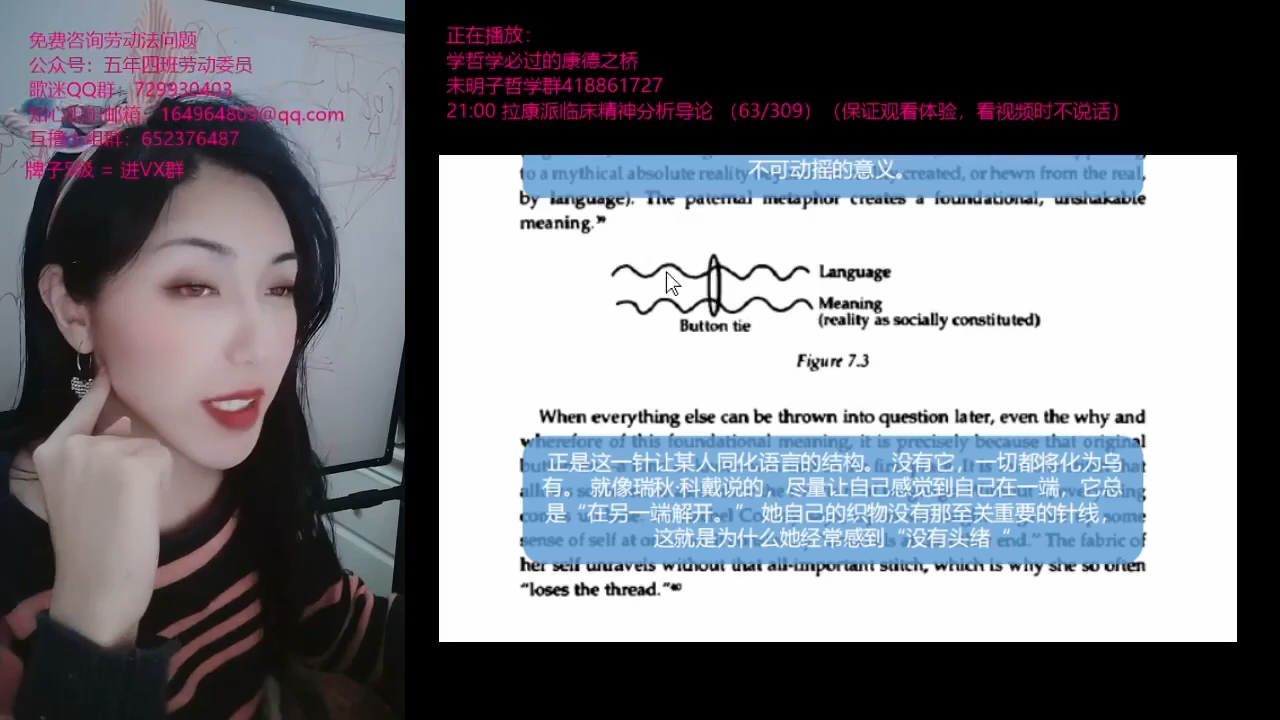 免费咨询劳动法问题
公众号：五年四班劳动委员
歌迷QQ群：729930403
邮箱：164964809@qq.com
互撸小组群：652376487
牌子5级 = 进VX群
正在播放：
学哲学必过的康德之桥
未明子哲学群418861727
21:00 拉康派临床精神分析导论 （63/309）（保证观看体验，看视频时不说话）
不可动摇的意义。
to a mythical absolute reality created, or hewn from the real,
by language). The paternal metaphor creates a foundational, unshakable
meaning.³⁹
Language
Meaning
(reality as socially constituted)
Button tie
Figure 7.3
When everything else can be thrown into question later, even the why and
wherefore of this foundational meaning, it is precisely because that original
正是这一针让某人同化语言的结构。 没有它，一切都将化为乌
有。 就像瑞秋·科戴说的，尽量让自己感觉到自己在一端，它总
是“在另一端解开。” 她自己的织物没有那至关重要的针线，
这就是为什么她经常感到“没有头绪“
her self unravels without that all-important stitch, which is why she so often
"loses the thread."⁴⁰